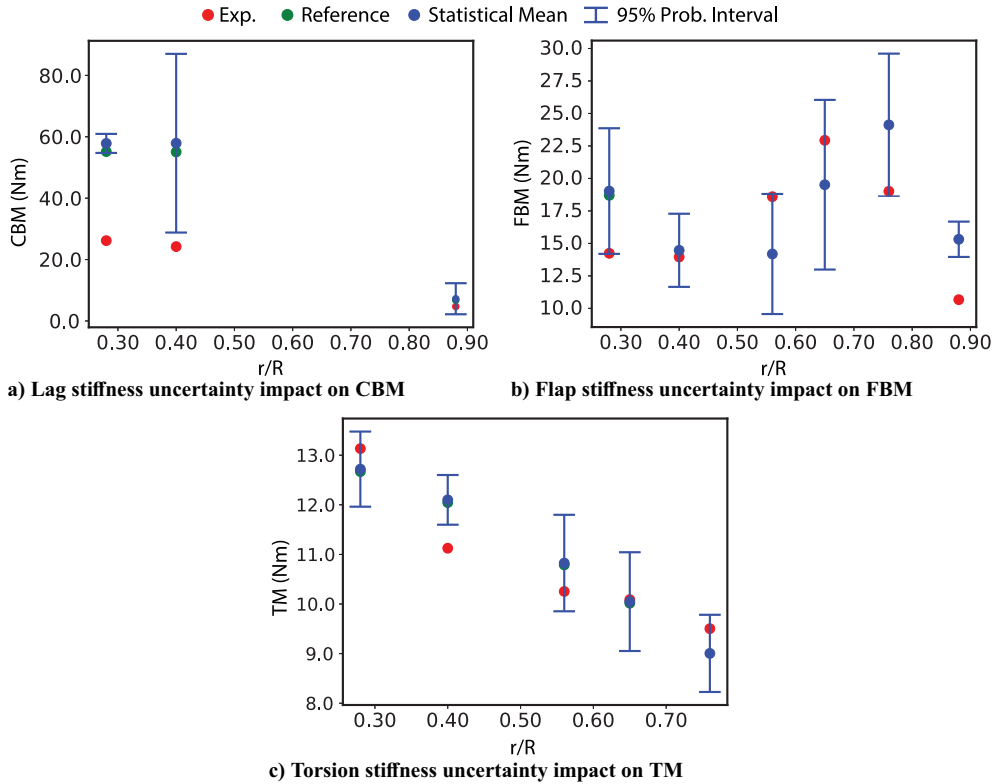 Exp. Reference Statistical Mean 95% Prob. Interval
80.0
60.0
40.0
20.0
0.0
CBM (Nm)
0.30 0.40 0.50 0.60 0.70 0.80 0.90
r/R
a) Lag stiffness uncertainty impact on CBM
30.0
27.5
25.0
22.5
20.0
17.5
15.0
12.5
10.0
FBM (Nm)
0.30 0.40 0.50 0.60 0.70 0.80 0.90
r/R
b) Flap stiffness uncertainty impact on FBM
13.0
12.0
11.0
10.0
9.0
8.0
TM (Nm)
0.30 0.40 0.50 0.60 0.70
r/R
c) Torsion stiffness uncertainty impact on TM